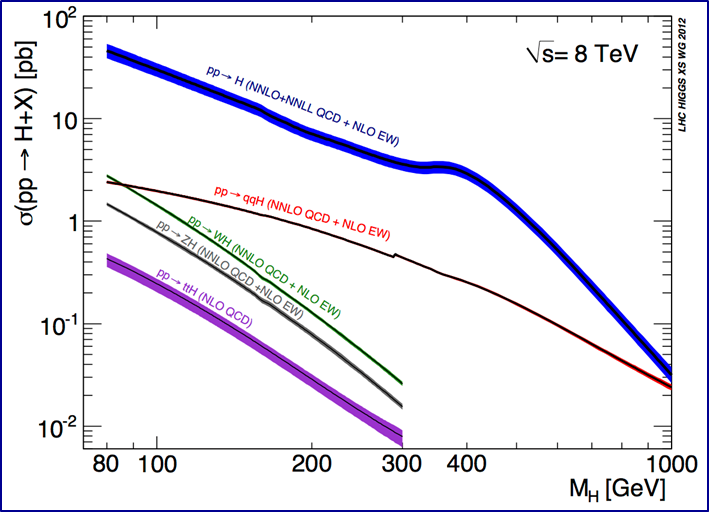 10²
10
1
10⁻¹
10⁻²
σ(pp → H+X) [pb]
√s= 8 TeV
LHC HIGGS XS WG 2012
pp→ H (NNLO+NNLL QCD + NLO EW)
pp→ qqH (NNLO QCD + NLO EW)
pp→ WH (NNLO QCD + NLO EW)
pp→ ZH (NNLO QCD +NLO EW)
pp→ ttH (NLO QCD)
80 100 200 300 400 1000
M_H [GeV]